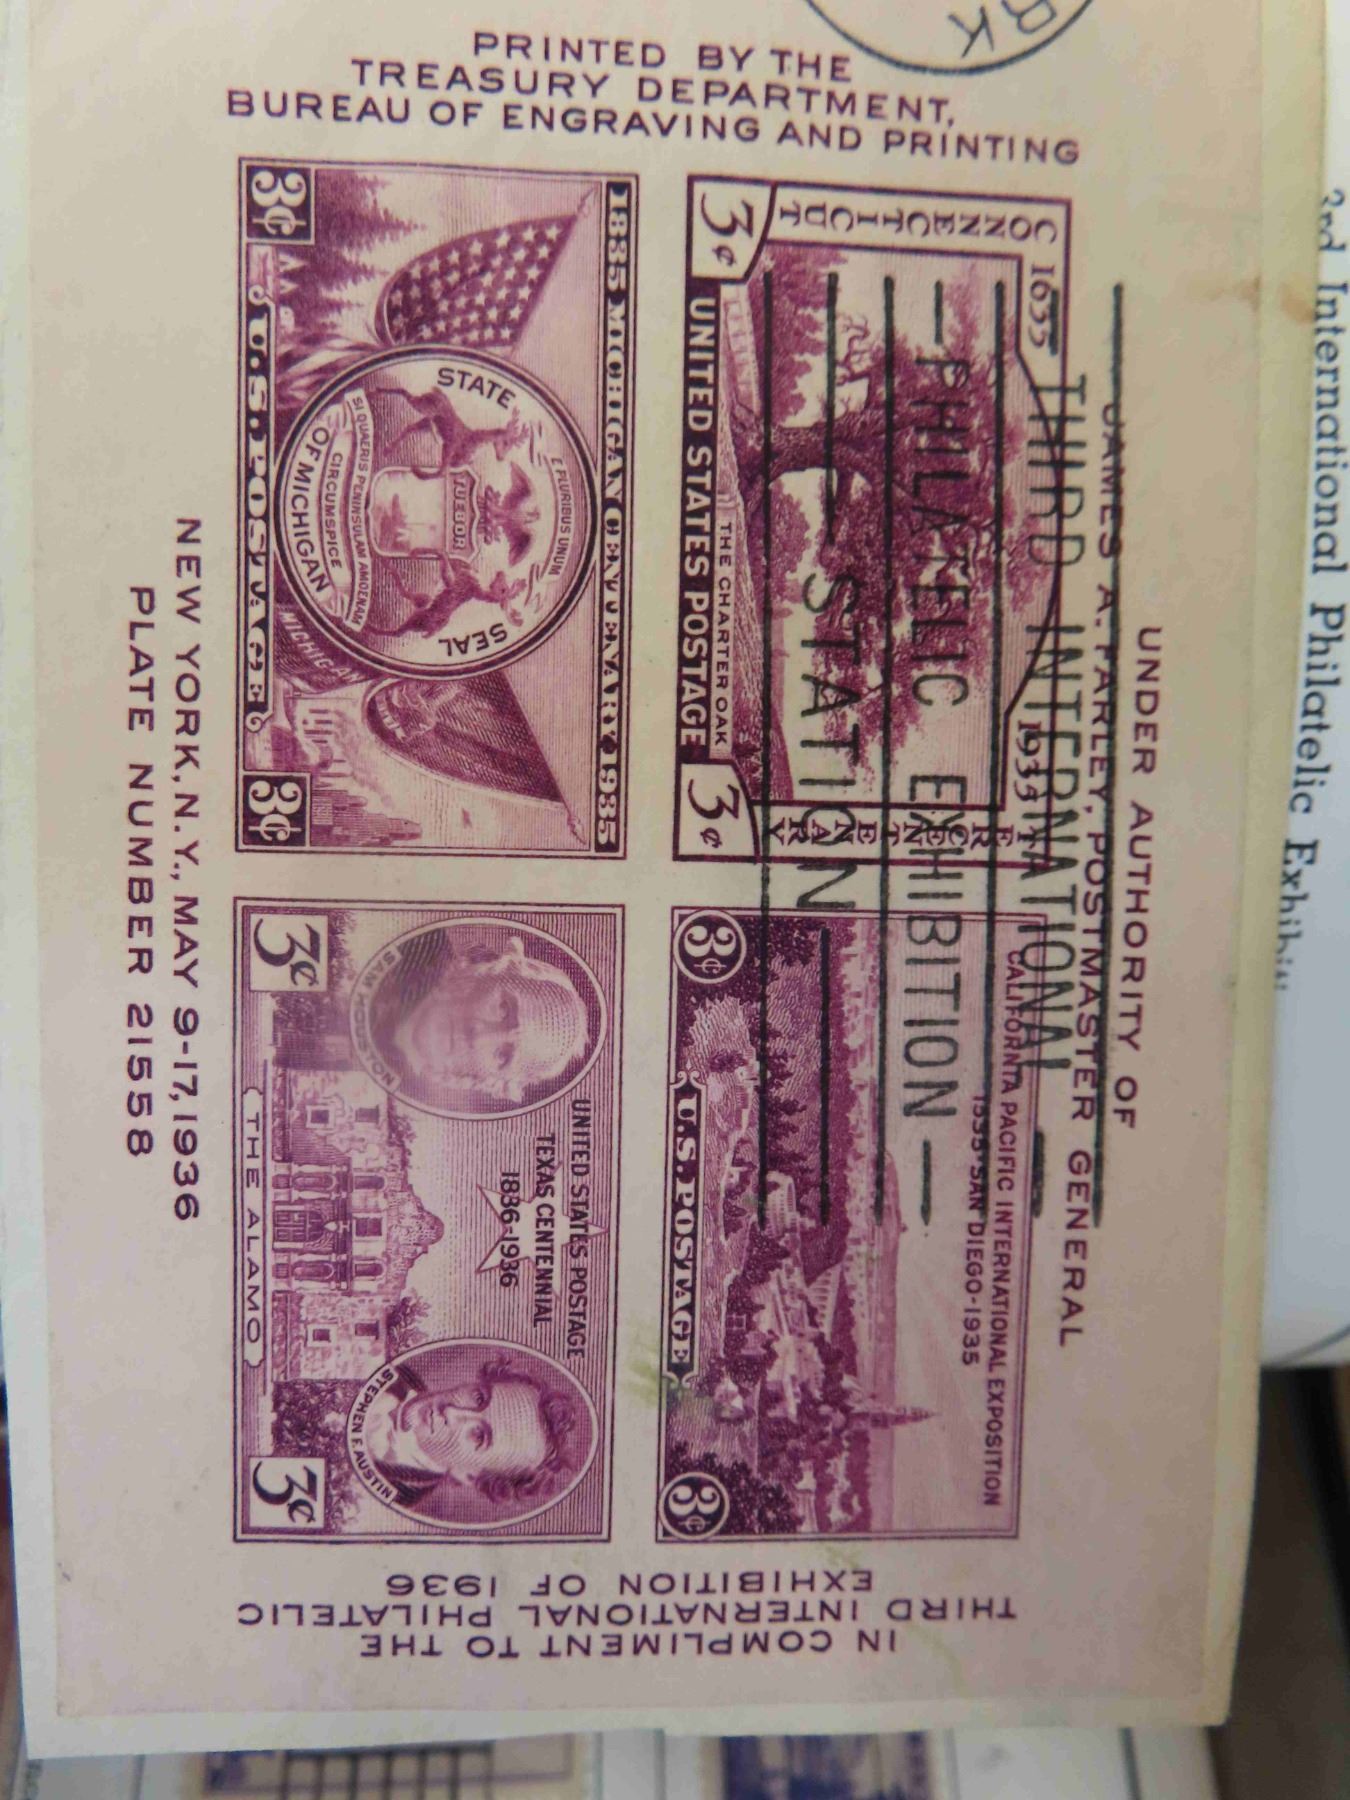 UNDER AUTHORITY OF
JAMES A. FARLEY, POSTMASTER GENERAL
PRINTED BY THE
TREASURY DEPARTMENT,
BUREAU OF ENGRAVING AND PRINTING
IN COMPLIMENT TO THE
THIRD INTERNATIONAL PHILATELIC
EXHIBITION OF 1936
NEW YORK, N. Y., MAY 9-17, 1936
PLATE NUMBER 21558
CONNECTICUT
1635
1935
TERCENTENARY
THE CHARTER OAK
3¢
UNITED STATES POSTAGE
3¢
CALIFORNIA PACIFIC INTERNATIONAL EXPOSITION
1935·SAN DIEGO·1935
3¢
U.S. POSTAGE
3¢
1835 MICHIGAN CENTENARY 1935
STATE
SEAL
OF MICHIGAN
E PLURIBUS UNUM
TUEBOR
SI QUAERIS PENINSULAM AMOENAM
CIRCUMSPICE
MICHIGAN
3¢
U.S. POSTAGE
3¢
UNITED STATES POSTAGE
TEXAS CENTENNIAL
1836-1936
SAM HOUSTON
STEPHEN F. AUSTIN
3¢
THE ALAMO
3¢
THIRD INTERNATIONAL
PHILATELIC EXHIBITION
STATION
RK
3rd International Philatelic